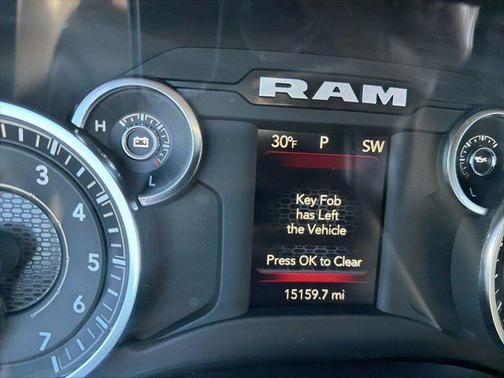 RAM
30°F P SW
H
L
3
4
5
6
7
Key Fob
has Left
the Vehicle
Press OK to Clear
15159.7 mi
L